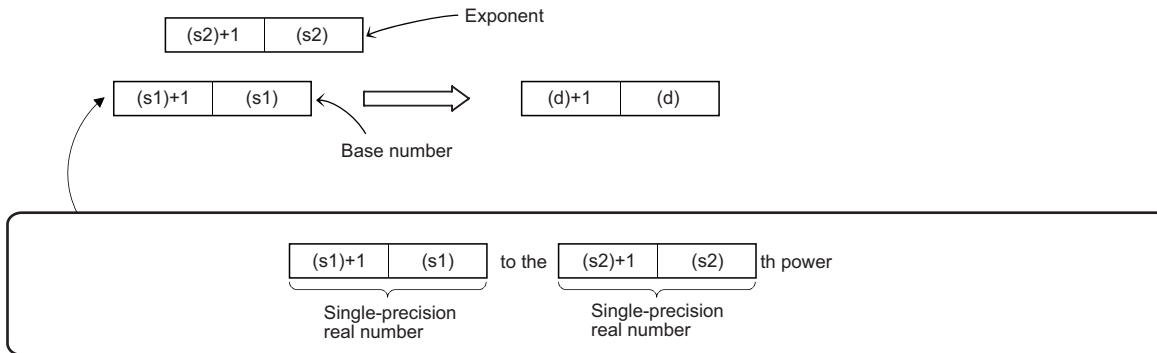 Exponent
(s2)+1 (s2)
(s1)+1 (s1) (d)+1 (d)
Base number
(s1)+1 (s1) to the (s2)+1 (s2) th power
Single-precision Single-precision
real number real number